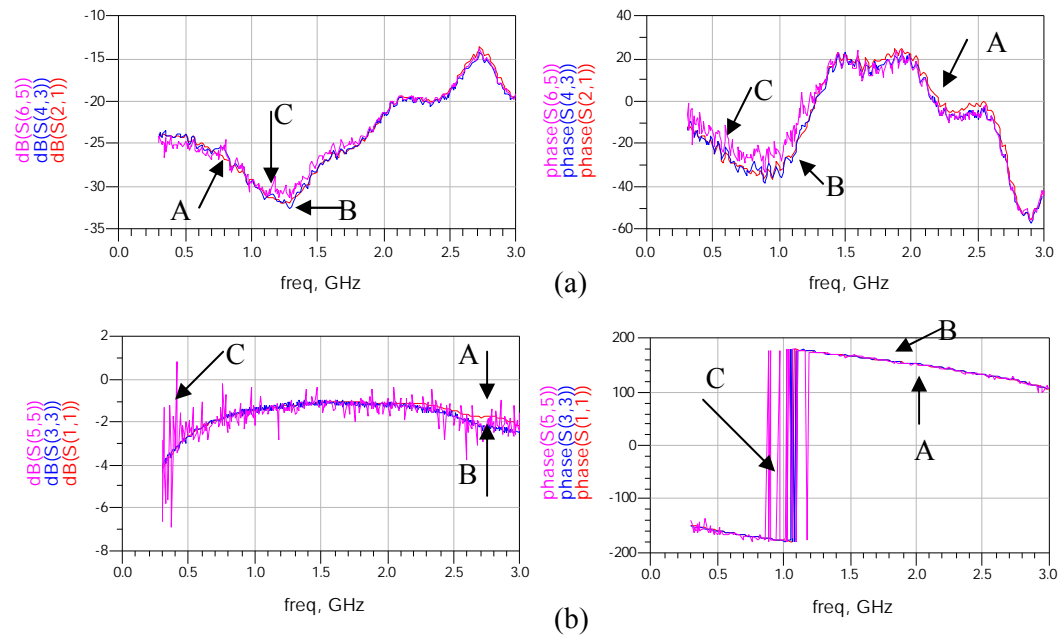 dB(S(6,5))
dB(S(4,3))
dB(S(2,1))
-10
-15
-20
-25
-30
-35
0.0 0.5 1.0 1.5 2.0 2.5 3.0
freq, GHz
A
B
C
phase(S(6,5))
phase(S(4,3))
phase(S(2,1))
40
20
0
-20
-40
-60
0.0 0.5 1.0 1.5 2.0 2.5 3.0
freq, GHz
A
B
C
(a)
dB(S(5,5))
dB(S(3,3))
dB(S(1,1))
2
0
-2
-4
-6
-8
0.0 0.5 1.0 1.5 2.0 2.5 3.0
freq, GHz
C
A
B
phase(S(5,5))
phase(S(3,3))
phase(S(1,1))
200
100
0
-100
-200
0.0 0.5 1.0 1.5 2.0 2.5 3.0
freq, GHz
B
C
A
(b)